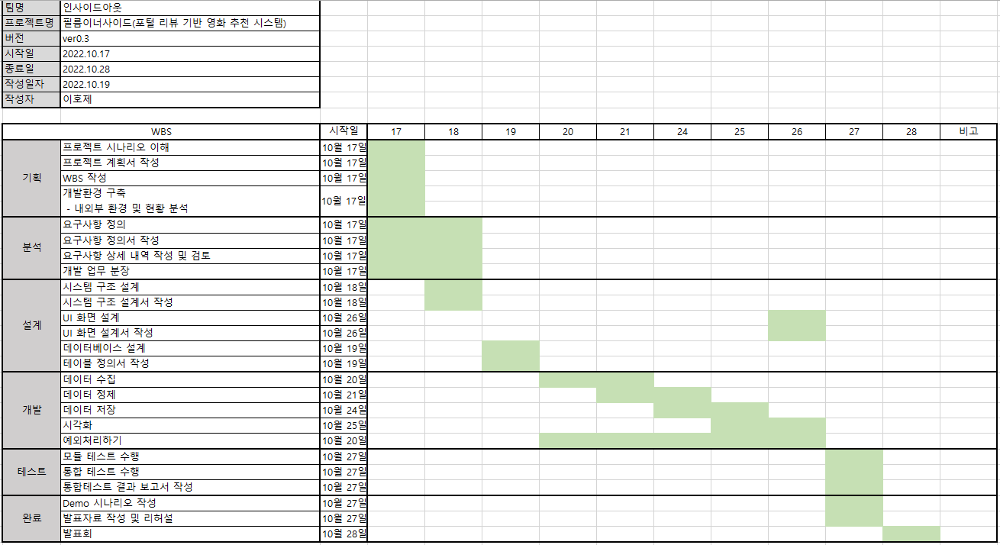 팀명 인사이드아웃
프로젝트명 필름이너사이드(포털 리뷰 기반 영화 추천 시스템)
버전 ver0.3
시작일 2022.10.17
종료일 2022.10.28
작성일자 2022.10.19
작성자 이호제
WBS 시작일 17 18 19 20 21 24 25 26 27 28 비고
기획
프로젝트 시나리오 이해 10월 17일
프로젝트 계획서 작성 10월 17일
WBS 작성 10월 17일
개발환경 구축
- 내외부 환경 및 현황 분석 10월 17일
분석
요구사항 정의 10월 17일
요구사항 정의서 작성 10월 17일
요구사항 상세 내역 작성 및 검토 10월 17일
개발 업무 분장 10월 17일
설계
시스템 구조 설계 10월 18일
시스템 구조 설계서 작성 10월 18일
UI 화면 설계 10월 26일
UI 화면 설계서 작성 10월 26일
데이터베이스 설계 10월 19일
테이블 정의서 작성 10월 19일
개발
데이터 수집 10월 20일
데이터 정제 10월 21일
데이터 저장 10월 24일
시각화 10월 25일
예외처리하기 10월 20일
테스트
모듈 테스트 수행 10월 27일
통합 테스트 수행 10월 27일
통합테스트 결과 보고서 작성 10월 27일
완료
Demo 시나리오 작성 10월 27일
발표자료 작성 및 리허설 10월 27일
발표회 10월 28일